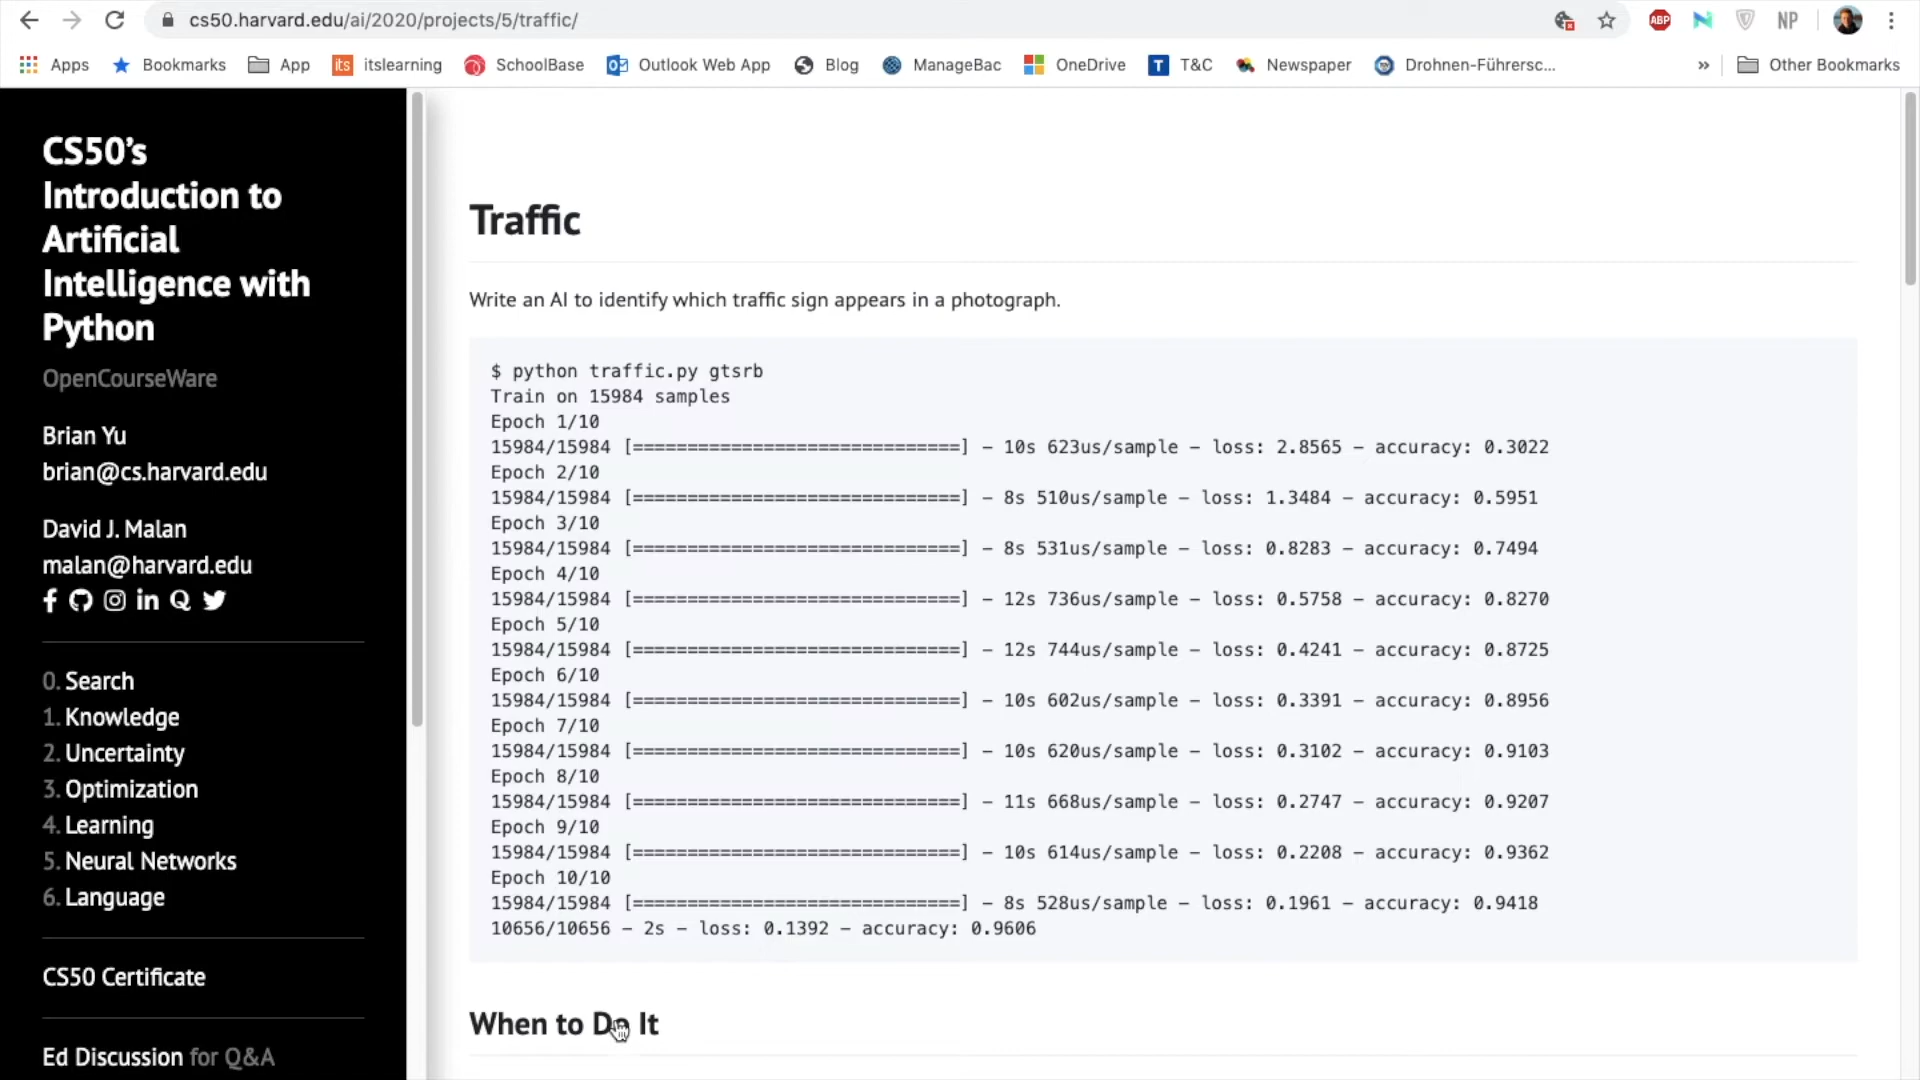 cs50.harvard.edu/ai/2020/projects/5/traffic/
ABP
NP
Apps
Bookmarks
App
its itslearning
SchoolBase
Outlook Web App
Blog
ManageBac
OneDrive
T T&C
Newspaper
Drohnen-Führersc...
»
Other Bookmarks
CS50’s
Introduction to
Artificial
Intelligence with
Python
OpenCourseWare
Brian Yu
brian@cs.harvard.edu
David J. Malan
malan@harvard.edu
0. Search
1. Knowledge
2. Uncertainty
3. Optimization
4. Learning
5. Neural Networks
6. Language
CS50 Certificate
Ed Discussion for Q&A
Traffic
Write an AI to identify which traffic sign appears in a photograph.
$ python traffic.py gtsrb
Train on 15984 samples
Epoch 1/10
15984/15984 [==============================] - 10s 623us/sample - loss: 2.8565 - accuracy: 0.3022
Epoch 2/10
15984/15984 [==============================] - 8s 510us/sample - loss: 1.3484 - accuracy: 0.5951
Epoch 3/10
15984/15984 [==============================] - 8s 531us/sample - loss: 0.8283 - accuracy: 0.7494
Epoch 4/10
15984/15984 [==============================] - 12s 736us/sample - loss: 0.5758 - accuracy: 0.8270
Epoch 5/10
15984/15984 [==============================] - 12s 744us/sample - loss: 0.4241 - accuracy: 0.8725
Epoch 6/10
15984/15984 [==============================] - 10s 602us/sample - loss: 0.3391 - accuracy: 0.8956
Epoch 7/10
15984/15984 [==============================] - 10s 620us/sample - loss: 0.3102 - accuracy: 0.9103
Epoch 8/10
15984/15984 [==============================] - 11s 668us/sample - loss: 0.2747 - accuracy: 0.9207
Epoch 9/10
15984/15984 [==============================] - 10s 614us/sample - loss: 0.2208 - accuracy: 0.9362
Epoch 10/10
15984/15984 [==============================] - 8s 528us/sample - loss: 0.1961 - accuracy: 0.9418
10656/10656 - 2s - loss: 0.1392 - accuracy: 0.9606
When to Do It